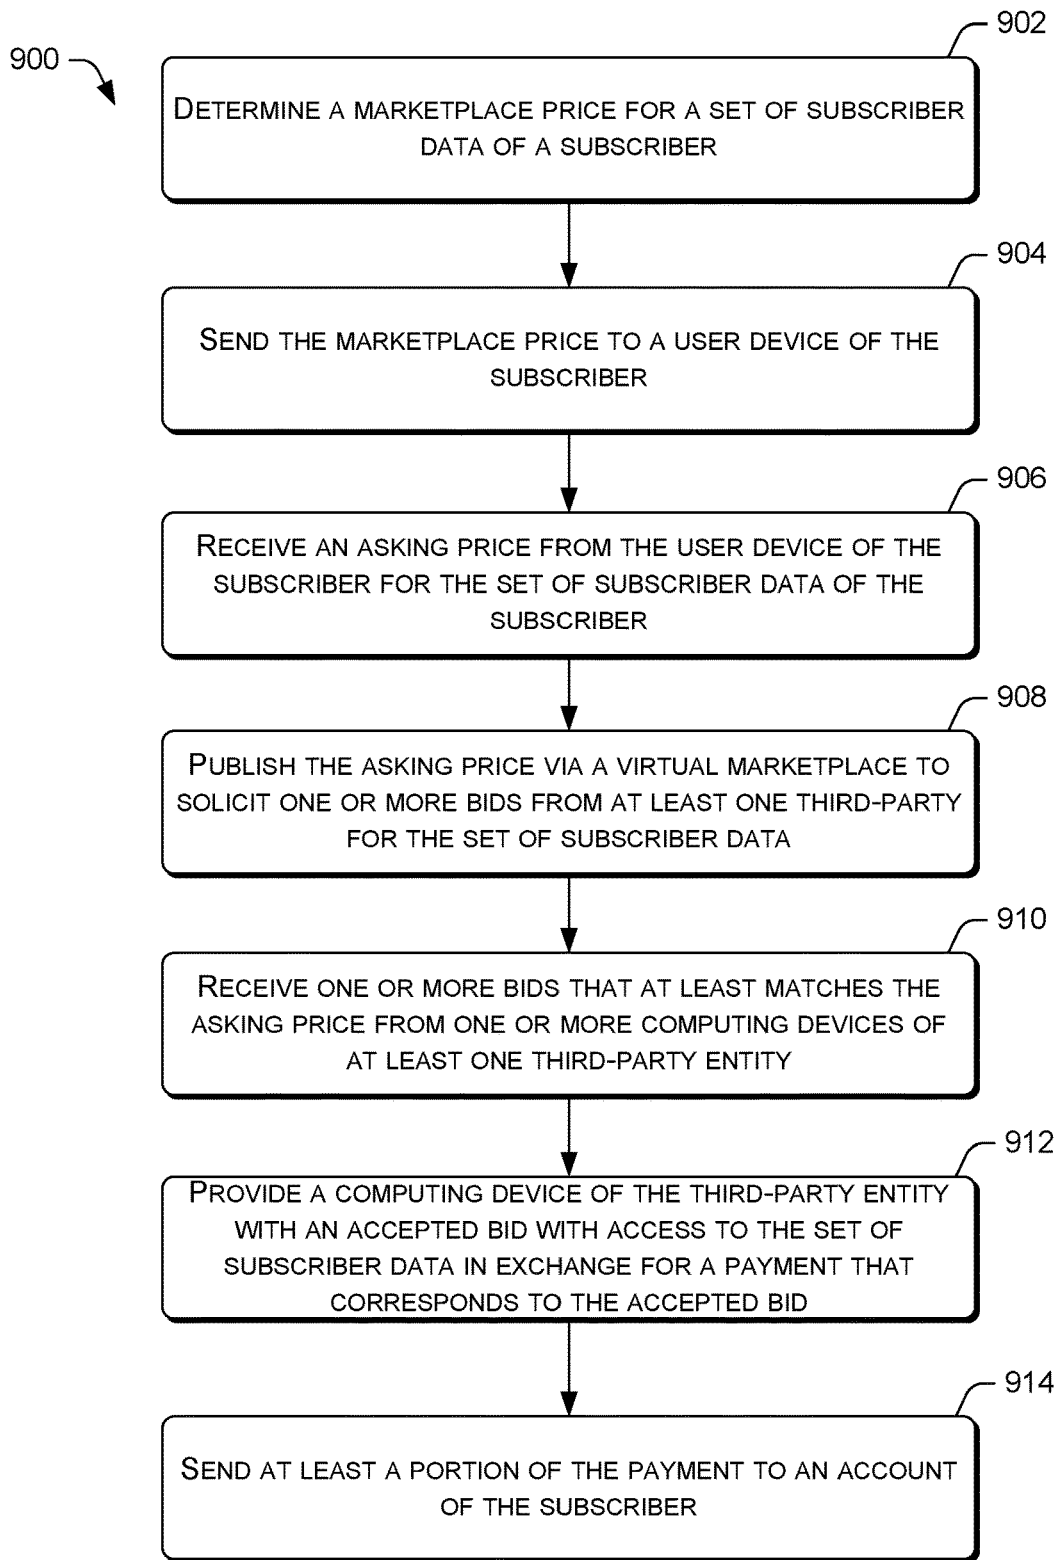 900
902
DETERMINE A MARKETPLACE PRICE FOR A SET OF SUBSCRIBER
DATA OF A SUBSCRIBER
904
SEND THE MARKETPLACE PRICE TO A USER DEVICE OF THE
SUBSCRIBER
906
RECEIVE AN ASKING PRICE FROM THE USER DEVICE OF THE
SUBSCRIBER FOR THE SET OF SUBSCRIBER DATA OF THE
SUBSCRIBER
908
PUBLISH THE ASKING PRICE VIA A VIRTUAL MARKETPLACE TO
SOLICIT ONE OR MORE BIDS FROM AT LEAST ONE THIRD-PARTY
FOR THE SET OF SUBSCRIBER DATA
910
RECEIVE ONE OR MORE BIDS THAT AT LEAST MATCHES THE
ASKING PRICE FROM ONE OR MORE COMPUTING DEVICES OF
AT LEAST ONE THIRD-PARTY ENTITY
912
PROVIDE A COMPUTING DEVICE OF THE THIRD-PARTY ENTITY
WITH AN ACCEPTED BID WITH ACCESS TO THE SET OF
SUBSCRIBER DATA IN EXCHANGE FOR A PAYMENT THAT
CORRESPONDS TO THE ACCEPTED BID
914
SEND AT LEAST A PORTION OF THE PAYMENT TO AN ACCOUNT
OF THE SUBSCRIBER